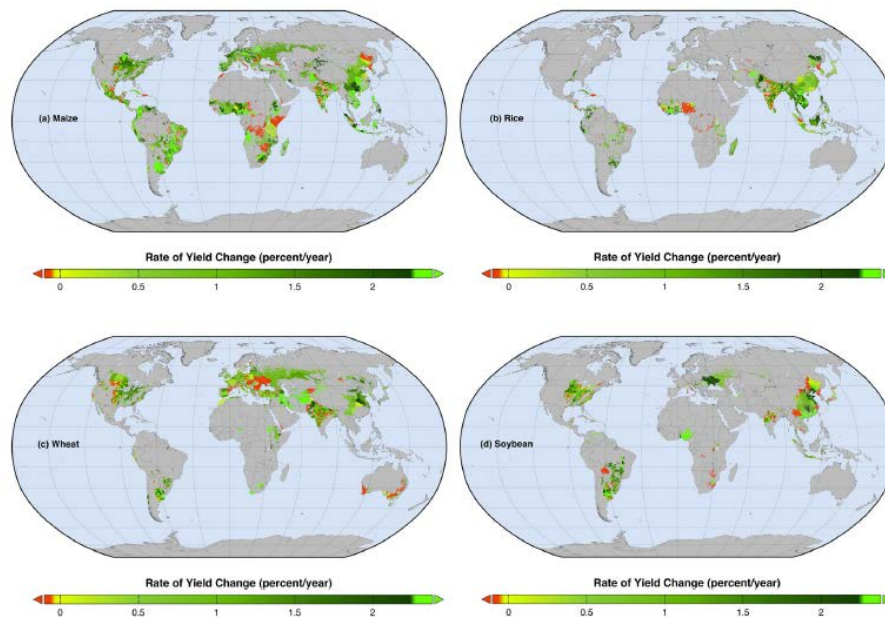 (a) Maize
(b) Rice
Rate of Yield Change (percent/year)
0 0.5 1 1.5 2
Rate of Yield Change (percent/year)
0 0.5 1 1.5 2
(c) Wheat
(d) Soybean
Rate of Yield Change (percent/year)
0 0.5 1 1.5 2
Rate of Yield Change (percent/year)
0 0.5 1 1.5 2